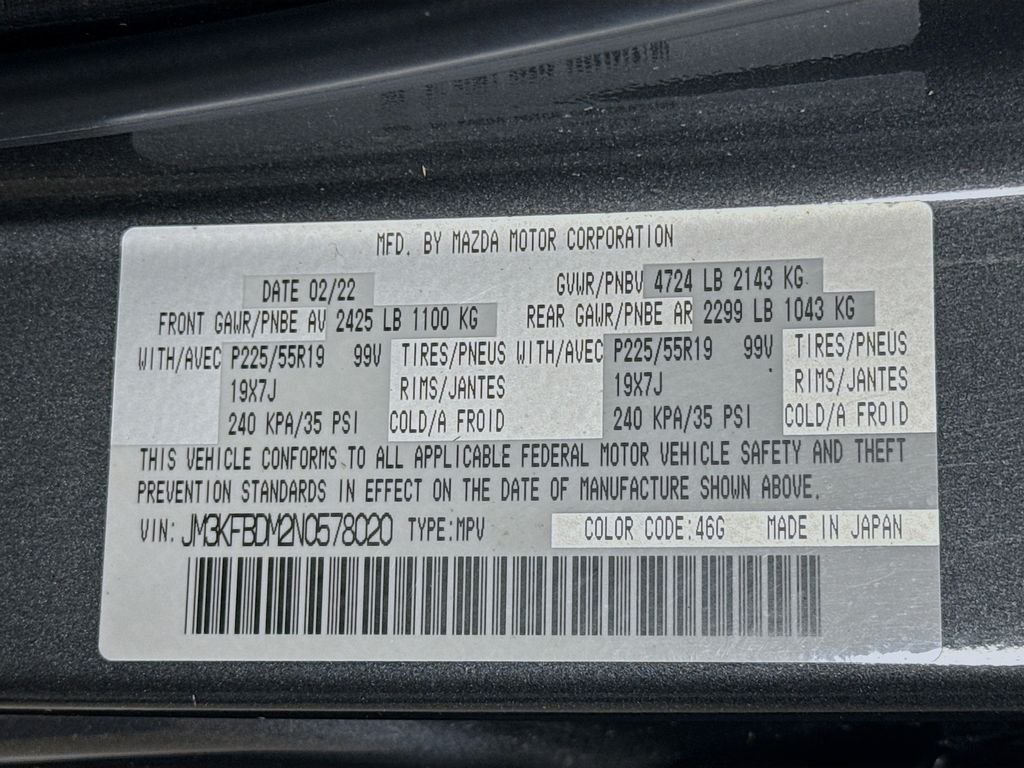 MFD. BY MAZDA MOTOR CORPORATION
DATE 02/22 GVWR/PNBV 4724 LB 2143 KG
FRONT GAWR/PNBE AV 2425 LB 1100 KG REAR GAWR/PNBE AR 2299 LB 1043 KG
WITH/AVEC P225/55R19 99V TIRES/PNEUS WITH/AVEC P225/55R19 99V TIRES/PNEUS
19X7J RIMS/JANTES 19X7J RIMS/JANTES
240 KPA/35 PSI COLD/A FROID 240 KPA/35 PSI COLD/A FROID
THIS VEHICLE CONFORMS TO ALL APPLICABLE FEDERAL MOTOR VEHICLE SAFETY AND THEFT
PREVENTION STANDARDS IN EFFECT ON THE DATE OF MANUFACTURE SHOWN ABOVE.
VIN: JM3KFBDM2N0578020 TYPE:MPV COLOR CODE:46G MADE IN JAPAN